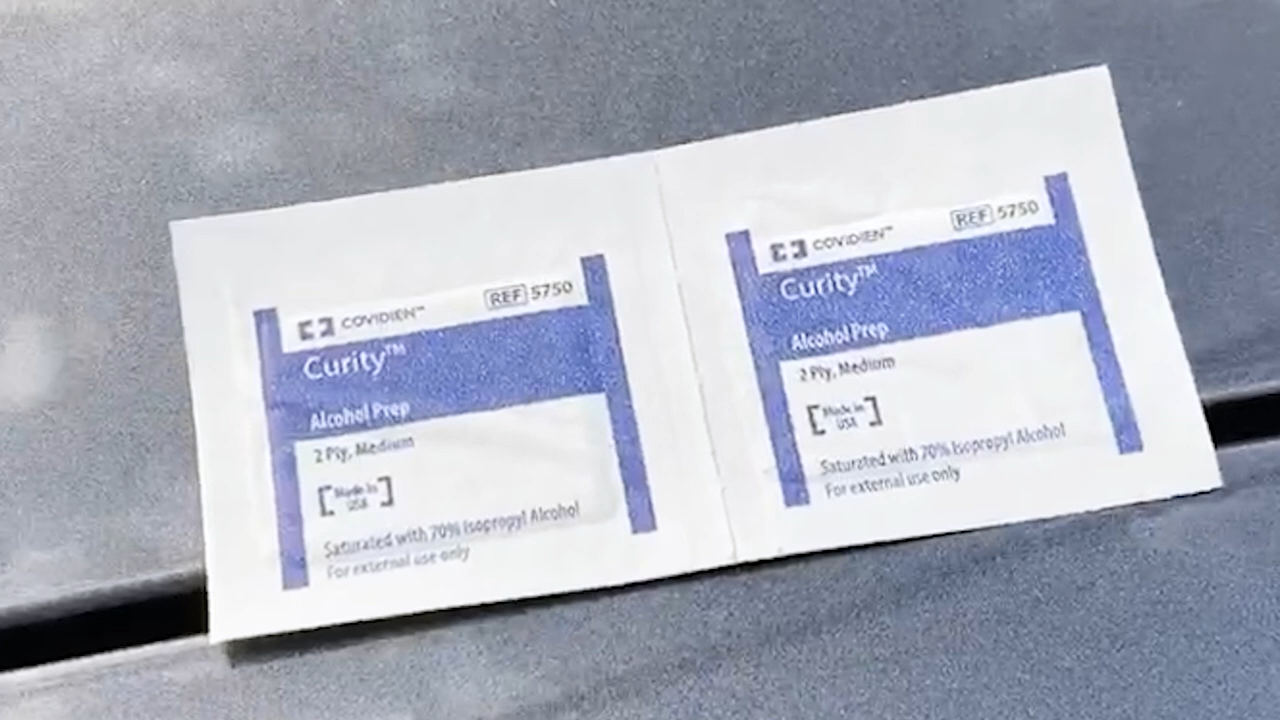 COVIDIEN™ REF 5750
Curity™
Alcohol Prep
2 Ply, Medium
Made in
USA
Saturated with 70% Isopropyl Alcohol
For external use only
COVIDIEN™ REF 5750
Curity™
Alcohol Prep
2 Ply, Medium
Made in
USA
Saturated with 70% Isopropyl Alcohol
For external use only